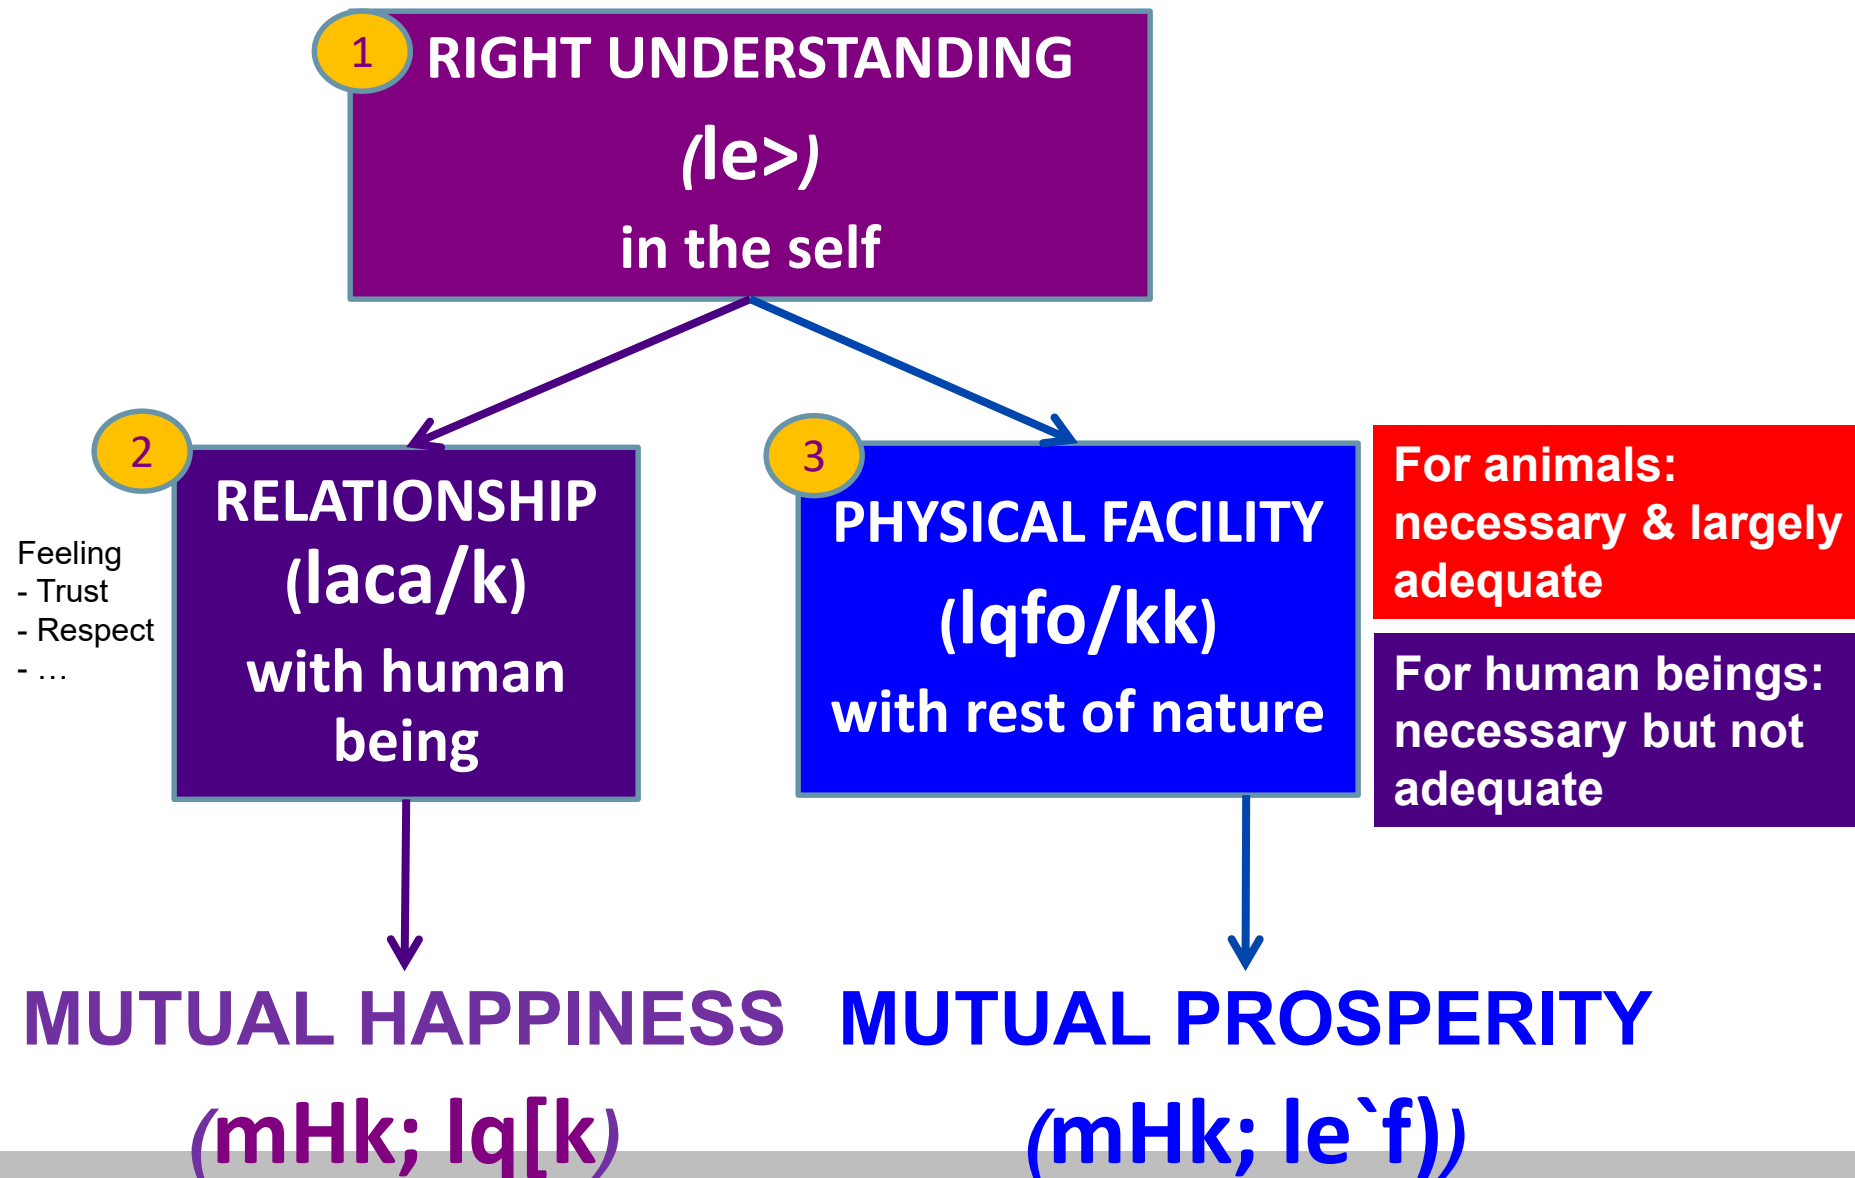 1
RIGHT UNDERSTANDING
(le>)
in the self
2
RELATIONSHIP
(laca/k)
with human
being
Feeling
- Trust
- Respect
- …
3
PHYSICAL FACILITY
(lqfo/kk)
with rest of nature
For animals:
necessary & largely
adequate
For human beings:
necessary but not
adequate
MUTUAL HAPPINESS
(mHk; lq[k)
MUTUAL PROSPERITY
(mHk; le`f))